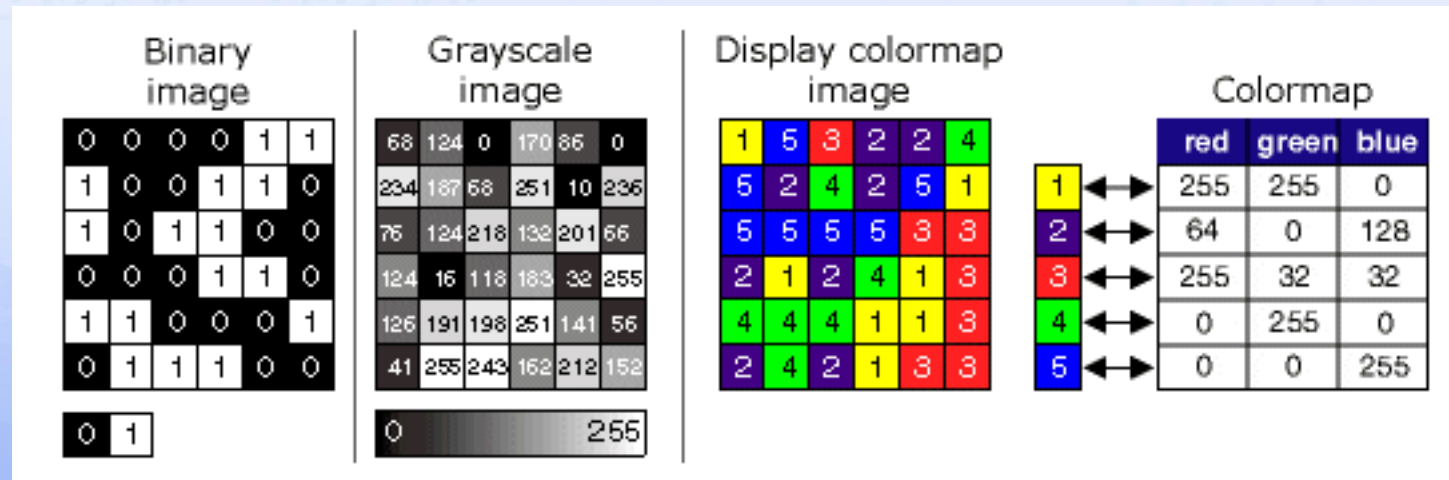 Binary image
0 0 0 0 1 1
1 0 0 1 1 0
1 0 1 1 0 0
0 0 0 1 1 0
1 1 0 0 0 1
0 1 1 1 0 0
0 1
Grayscale image
68 124 0 170 86 0
234 187 68 251 10 236
76 124 218 132 201 66
124 16 118 183 32 255
126 191 198 251 141 56
41 255 243 162 212 152
0 255
Display colormap image
1 5 3 2 2 4
5 2 4 2 5 1
5 5 5 5 3 3
2 1 2 4 1 3
4 4 4 1 1 3
2 4 2 1 3 3
Colormap
red green blue
1 255 255 0
2 64 0 128
3 255 32 32
4 0 255 0
5 0 0 255